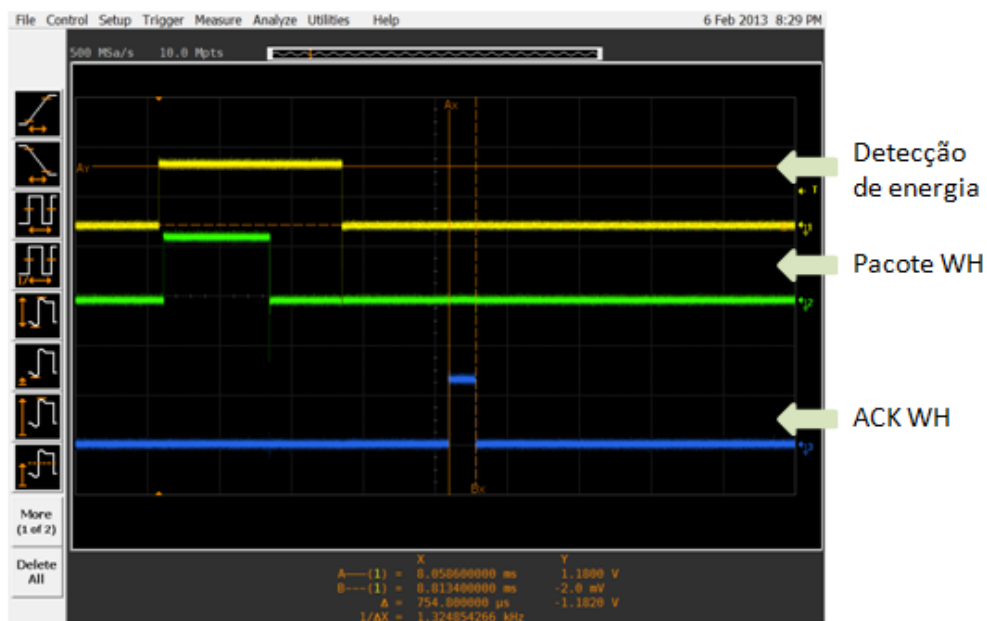 File Control Setup Trigger Measure Analyze Utilities Help 6 Feb 2013 8:29 PM
500 MSa/s 10.0 Mpts
Ax
Ay
Detecção
de energia
T
1
Pacote WH
2
ACK WH
3
Bx
More
(1 of 2)
Delete
All
X Y
A——(1) = 8.058600000 ms 1.1800 V
B---(1) = 8.813400000 ms -2.0 mV
Δ = 754.800000 µs -1.1820 V
1/ΔX = 1.324854266 kHz